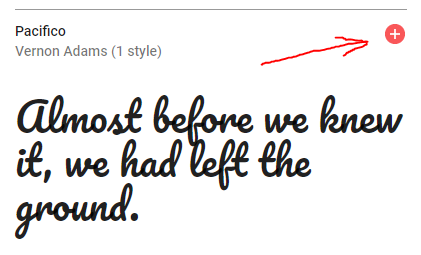 Pacifico
Vernon Adams (1 style)
Almost before we knew
it, we had left the
ground.